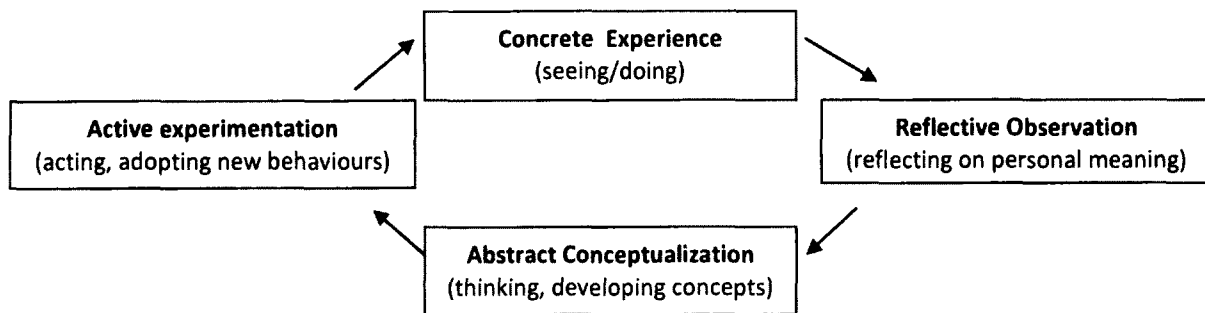 Concrete Experience
(seeing/doing)
Active experimentation
(acting, adopting new behaviours)
Reflective Observation
(reflecting on personal meaning)
Abstract Conceptualization
(thinking, developing concepts)